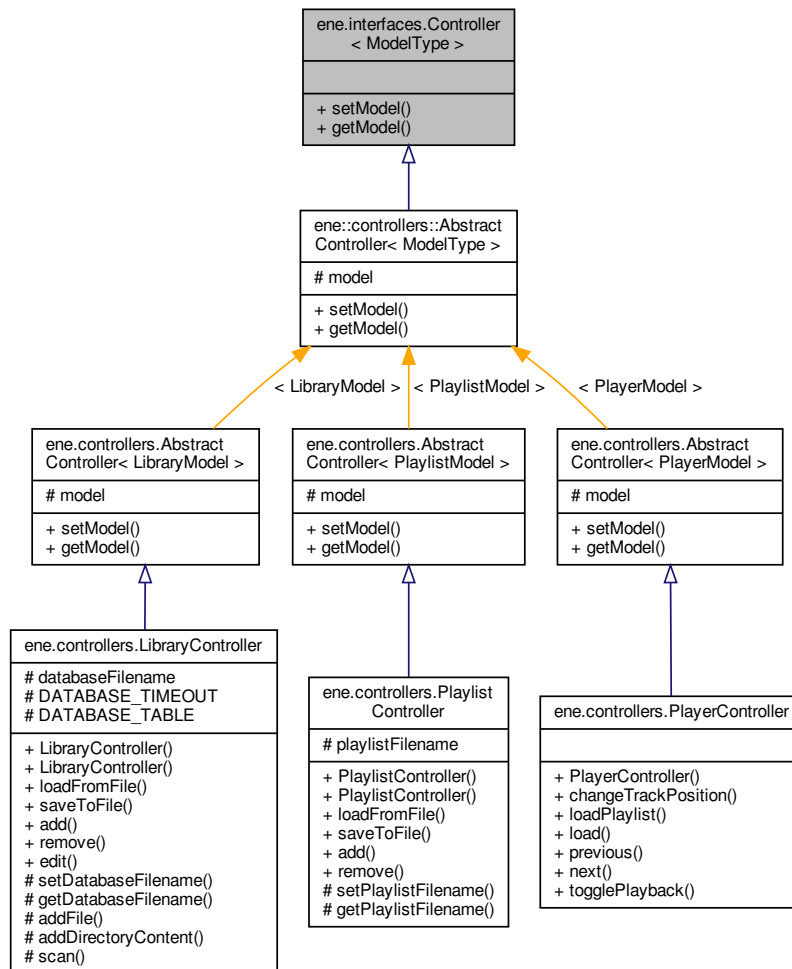 ene.interfaces.Controller
< ModelType >
+ setModel()
+ getModel()
ene::controllers::Abstract
Controller< ModelType >
# model
+ setModel()
+ getModel()
< LibraryModel >
< PlaylistModel >
< PlayerModel >
ene.controllers.Abstract
Controller< LibraryModel >
# model
+ setModel()
+ getModel()
ene.controllers.Abstract
Controller< PlaylistModel >
# model
+ setModel()
+ getModel()
ene.controllers.Abstract
Controller< PlayerModel >
# model
+ setModel()
+ getModel()
ene.controllers.LibraryController
# databaseFilename
# DATABASE_TIMEOUT
# DATABASE_TABLE
+ LibraryController()
+ LibraryController()
+ loadFromFile()
+ saveToFile()
+ add()
+ remove()
+ edit()
# setDatabaseFilename()
# getDatabaseFilename()
# addFile()
# addDirectoryContent()
# scan()
ene.controllers.Playlist
Controller
# playlistFilename
+ PlaylistController()
+ PlaylistController()
+ loadFromFile()
+ saveToFile()
+ add()
+ remove()
# setPlaylistFilename()
# getPlaylistFilename()
ene.controllers.PlayerController
+ PlayerController()
+ changeTrackPosition()
+ loadPlaylist()
+ load()
+ previous()
+ next()
+ togglePlayback()